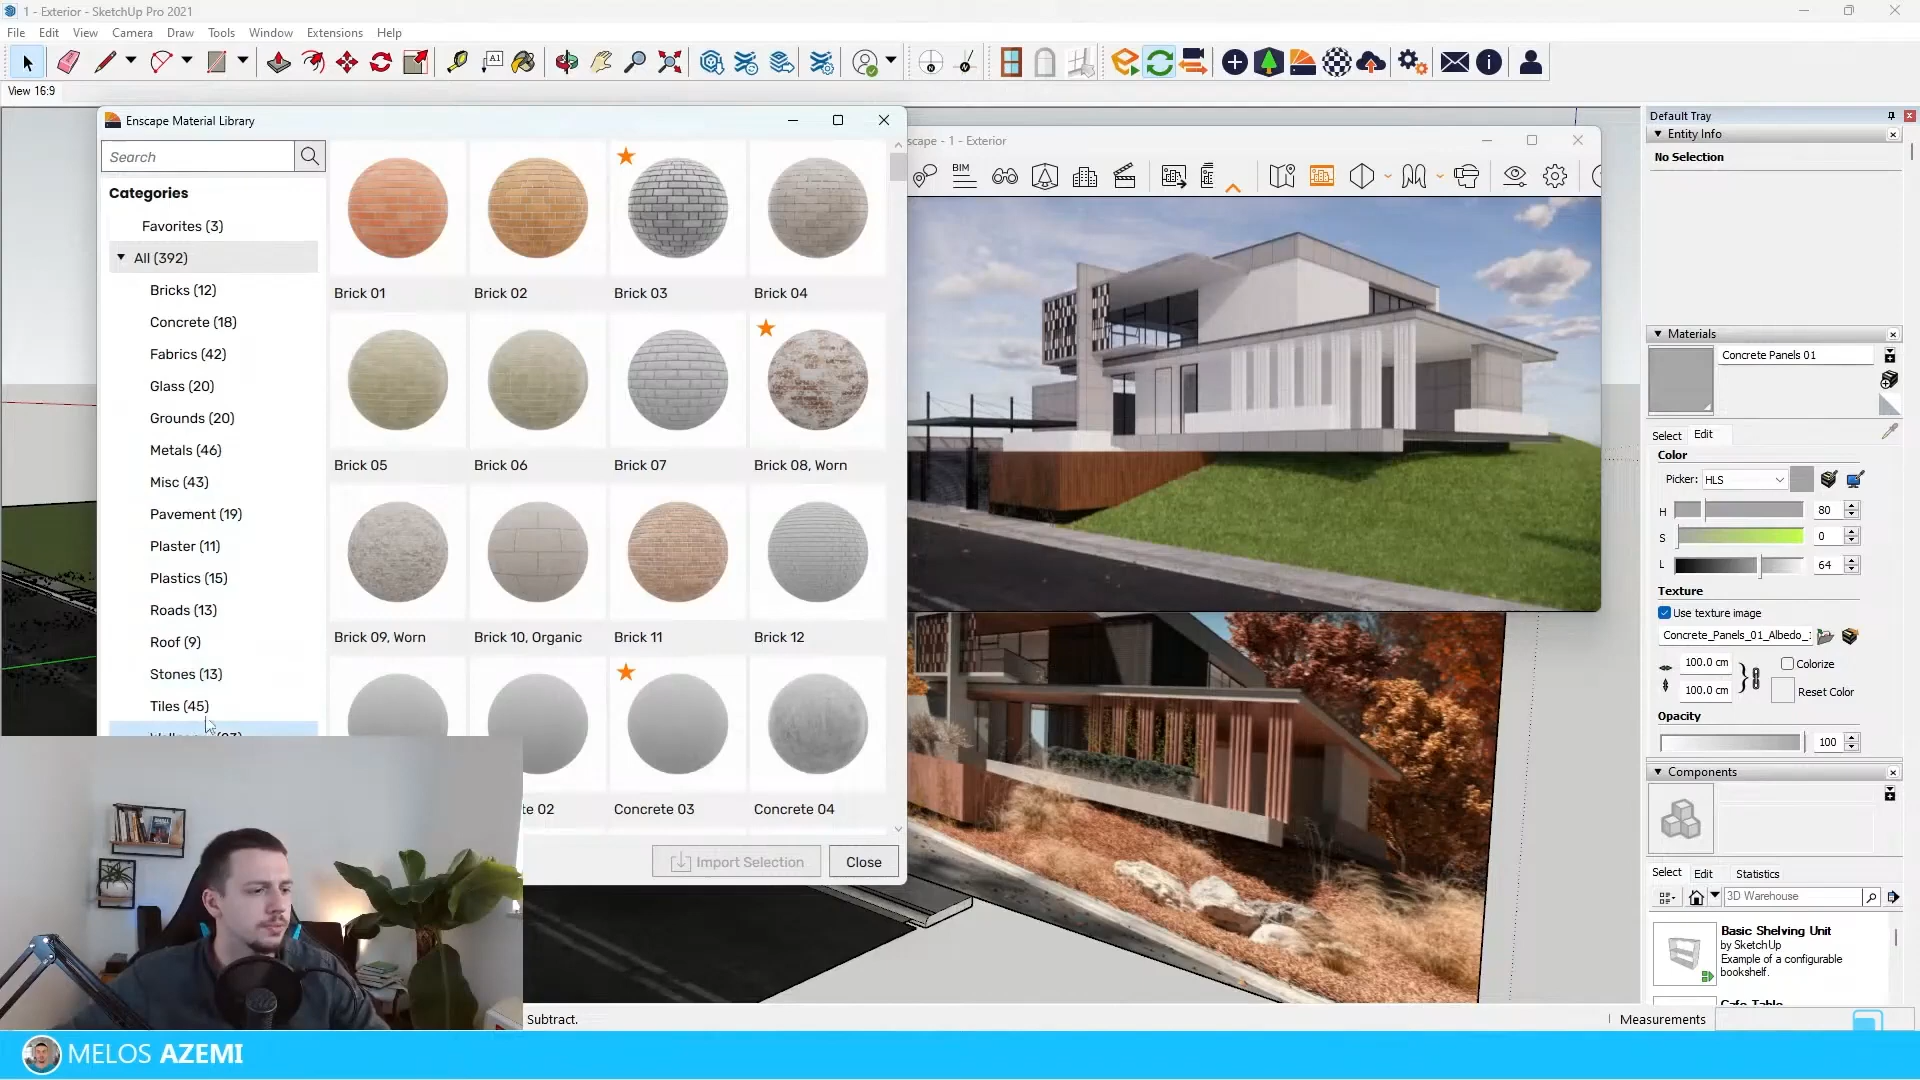 1 - Exterior - SketchUp Pro 2021
File Edit View Camera Draw Tools Window Extensions Help
View 16:9
Enscape Material Library
Search
Categories
Favorites (3)
All (392)
Bricks (12)
Concrete (18)
Fabrics (42)
Glass (20)
Grounds (20)
Metals (46)
Misc (43)
Pavement (19)
Plaster (11)
Plastics (15)
Roads (13)
Roof (9)
Stones (13)
Tiles (45)
Brick 01 Brick 02 Brick 03 Brick 04
Brick 05 Brick 06 Brick 07 Brick 08, Worn
Brick 09, Worn Brick 10, Organic Brick 11 Brick 12
te 02 Concrete 03 Concrete 04
Import Selection Close
scape - 1 - Exterior
BIM
Default Tray
Entity Info
No Selection
Materials
Concrete Panels 01
Select Edit
Color
Picker: HLS
H 80
S 0
L 64
Texture
Use texture image
Concrete_Panels_01_Albedo_
100.0 cm Colorize
100.0 cm Reset Color
Opacity
100
Components
Select Edit Statistics
3D Warehouse
Basic Shelving Unit
by SketchUp
Example of a configurable
bookshelf.
Cafe Table
Subtract.
Measurements
MELOS AZEMI